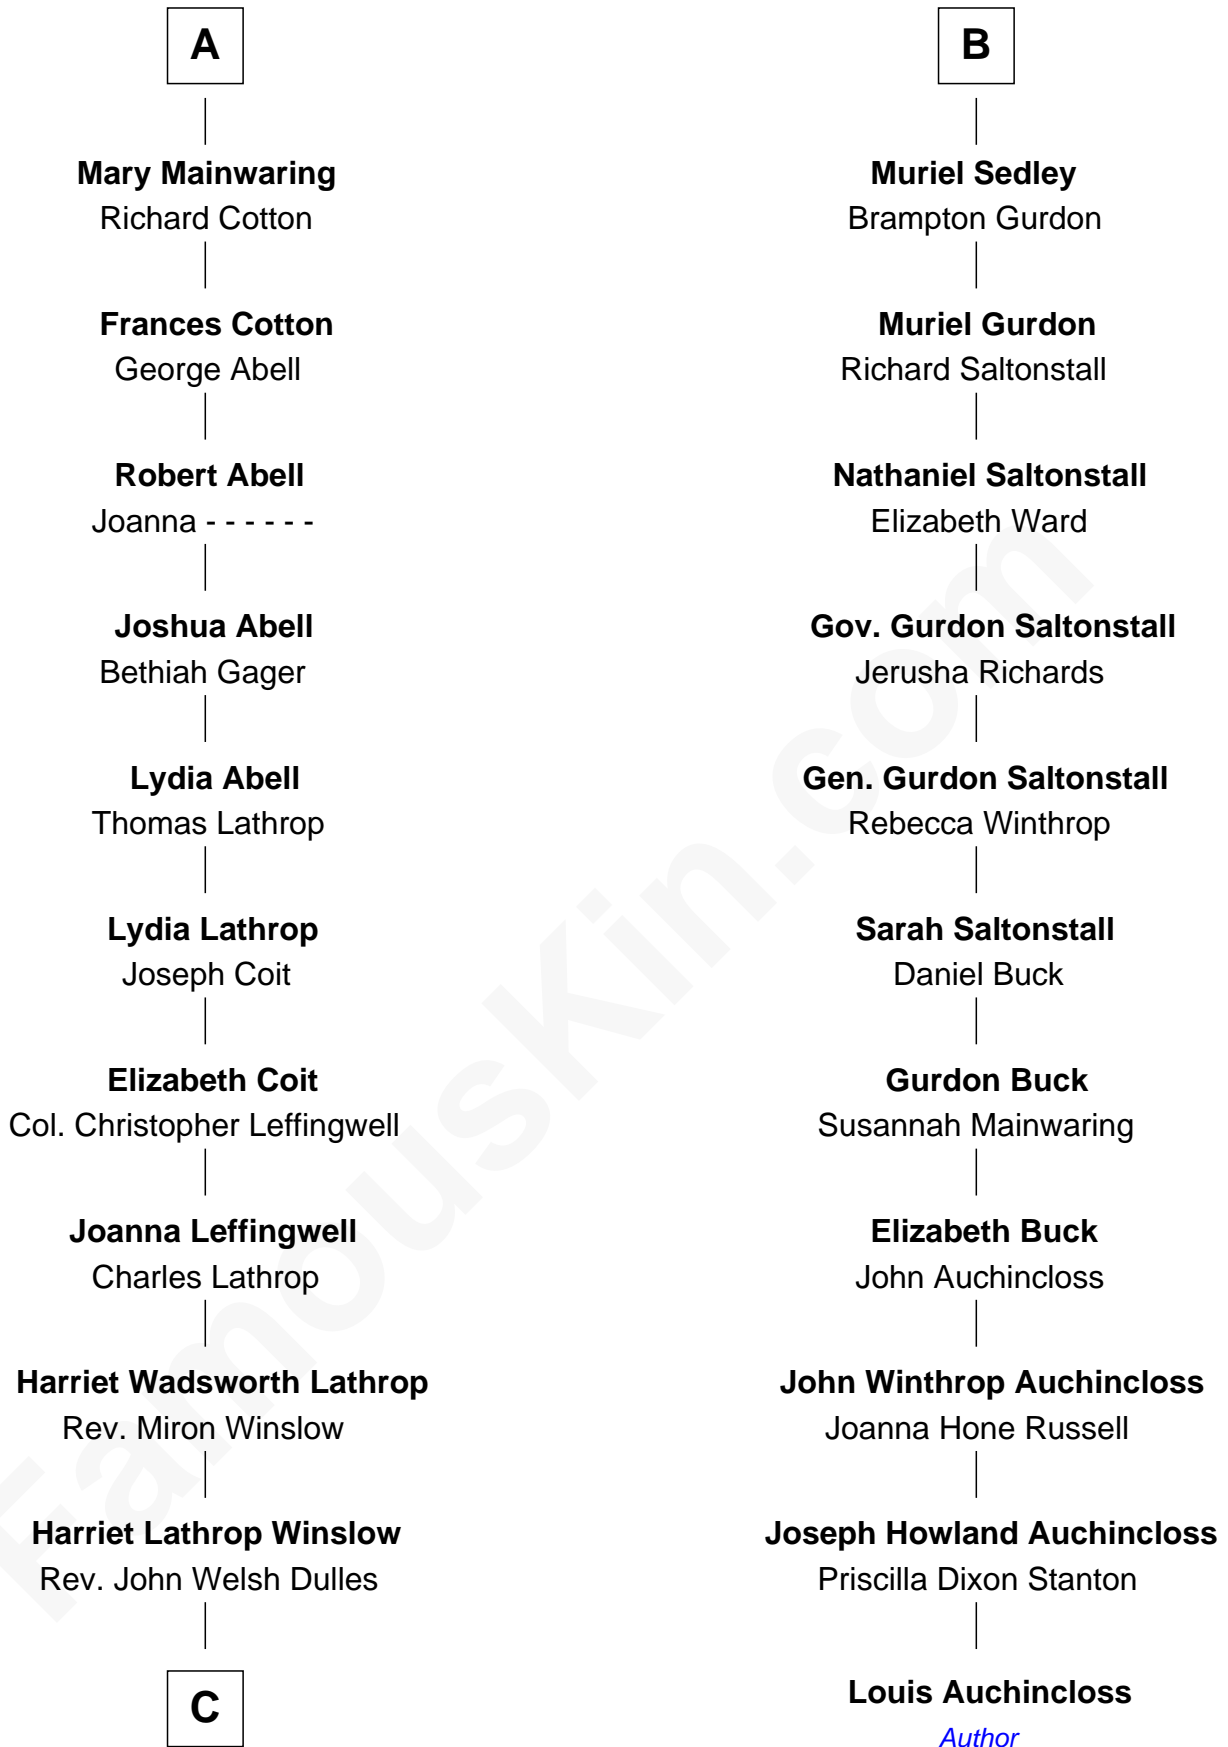 A
Mary Mainwaring
Richard Cotton
Frances Cotton
George Abell
Robert Abell
Joanna - - - - - -
Joshua Abell
Bethiah Gager
Lydia Abell
Thomas Lathrop
Lydia Lathrop
Joseph Coit
Elizabeth Coit
Col. Christopher Leffingwell
Joanna Leffingwell
Charles Lathrop
Harriet Wadsworth Lathrop
Rev. Miron Winslow
Harriet Lathrop Winslow
Rev. John Welsh Dulles
C
B
Muriel Sedley
Brampton Gurdon
Muriel Gurdon
Richard Saltonstall
Nathaniel Saltonstall
Elizabeth Ward
Gov. Gurdon Saltonstall
Jerusha Richards
Gen. Gurdon Saltonstall
Rebecca Winthrop
Sarah Saltonstall
Daniel Buck
Gurdon Buck
Susannah Mainwaring
Elizabeth Buck
John Auchincloss
John Winthrop Auchincloss
Joanna Hone Russell
Joseph Howland Auchincloss
Priscilla Dixon Stanton
Louis Auchincloss
Author
FamousKin.com